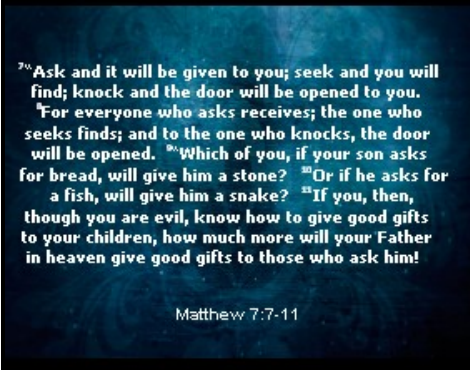 7“Ask and it will be given to you; seek and you will
find; knock and the door will be opened to you.
8For everyone who asks receives; the one who
seeks finds; and to the one who knocks, the door
will be opened. 9“Which of you, if your son asks
for bread, will give him a stone? 10Or if he asks for
a fish, will give him a snake? 11If you, then,
though you are evil, know how to give good gifts
to your children, how much more will your Father
in heaven give good gifts to those who ask him!
Matthew 7:7-11